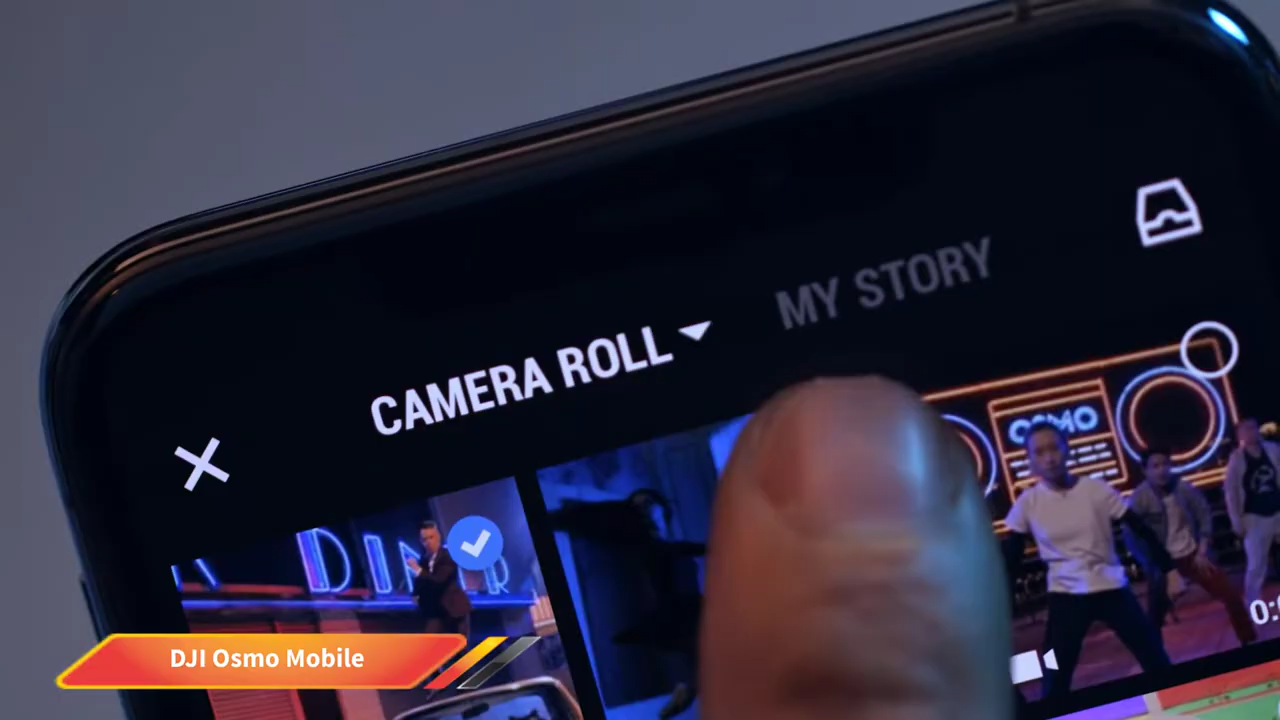 MY STORY
CAMERA ROLL
OSMO
DINER
DJI Osmo Mobile